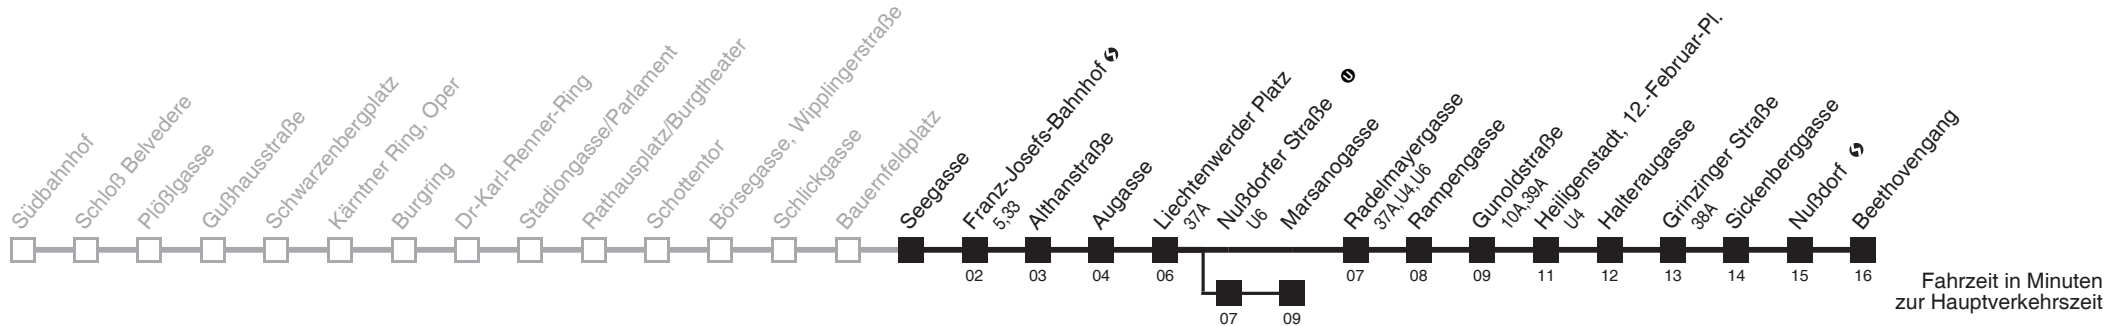 Südbahnhof
Schloß Belvedere
Plößlgasse
Gußhausstraße
Schwarzenbergplatz
Kärntner Ring, Oper
Burgring
Dr-Karl-Renner-Ring
Stadiongasse/Parlament
Rathausplatz/Burgtheater
Schottentor
Börsegasse, Wipplingerstraße
Schlickgasse
Bauernfeldplatz
Seegasse
Franz-Josefs-Bahnhof
5,33
Althanstraße
Augasse
Liechtenwerder Platz
37A
Nußdorfer Straße U
U6
Marsanogasse
Radelmayergasse
37A,U4,U6
Rampengasse
Gunoldstraße
10A,39A
Heiligenstadt, 12.-Februar-Pl.
U4
Halteraugasse
Grinzinger Straße
38A
Sickenberggasse
Nußdorf
Beethovengang
02 03 04 06 07 08 09 11 12 13 14 15 16
07 09
Fahrzeit in Minuten
zur Hauptverkehrszeit